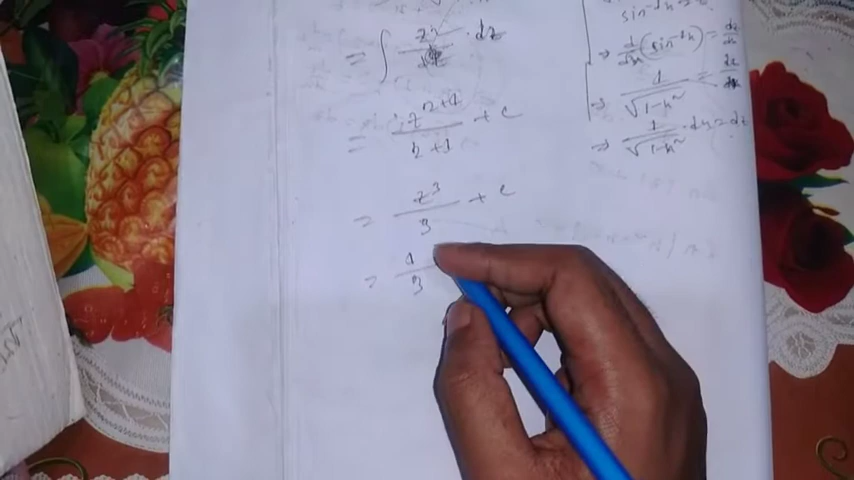 = ∫ z² · dz
= z^(2+1) / (2+1) + c
= z³/3 + c
= 1/3
sin⁻¹x = z
⇒ d/dx (sin⁻¹x) = dz/dx
⇒ 1/√(1-x²) = dz/dx
⇒ 1/√(1-x²) · dx = dz